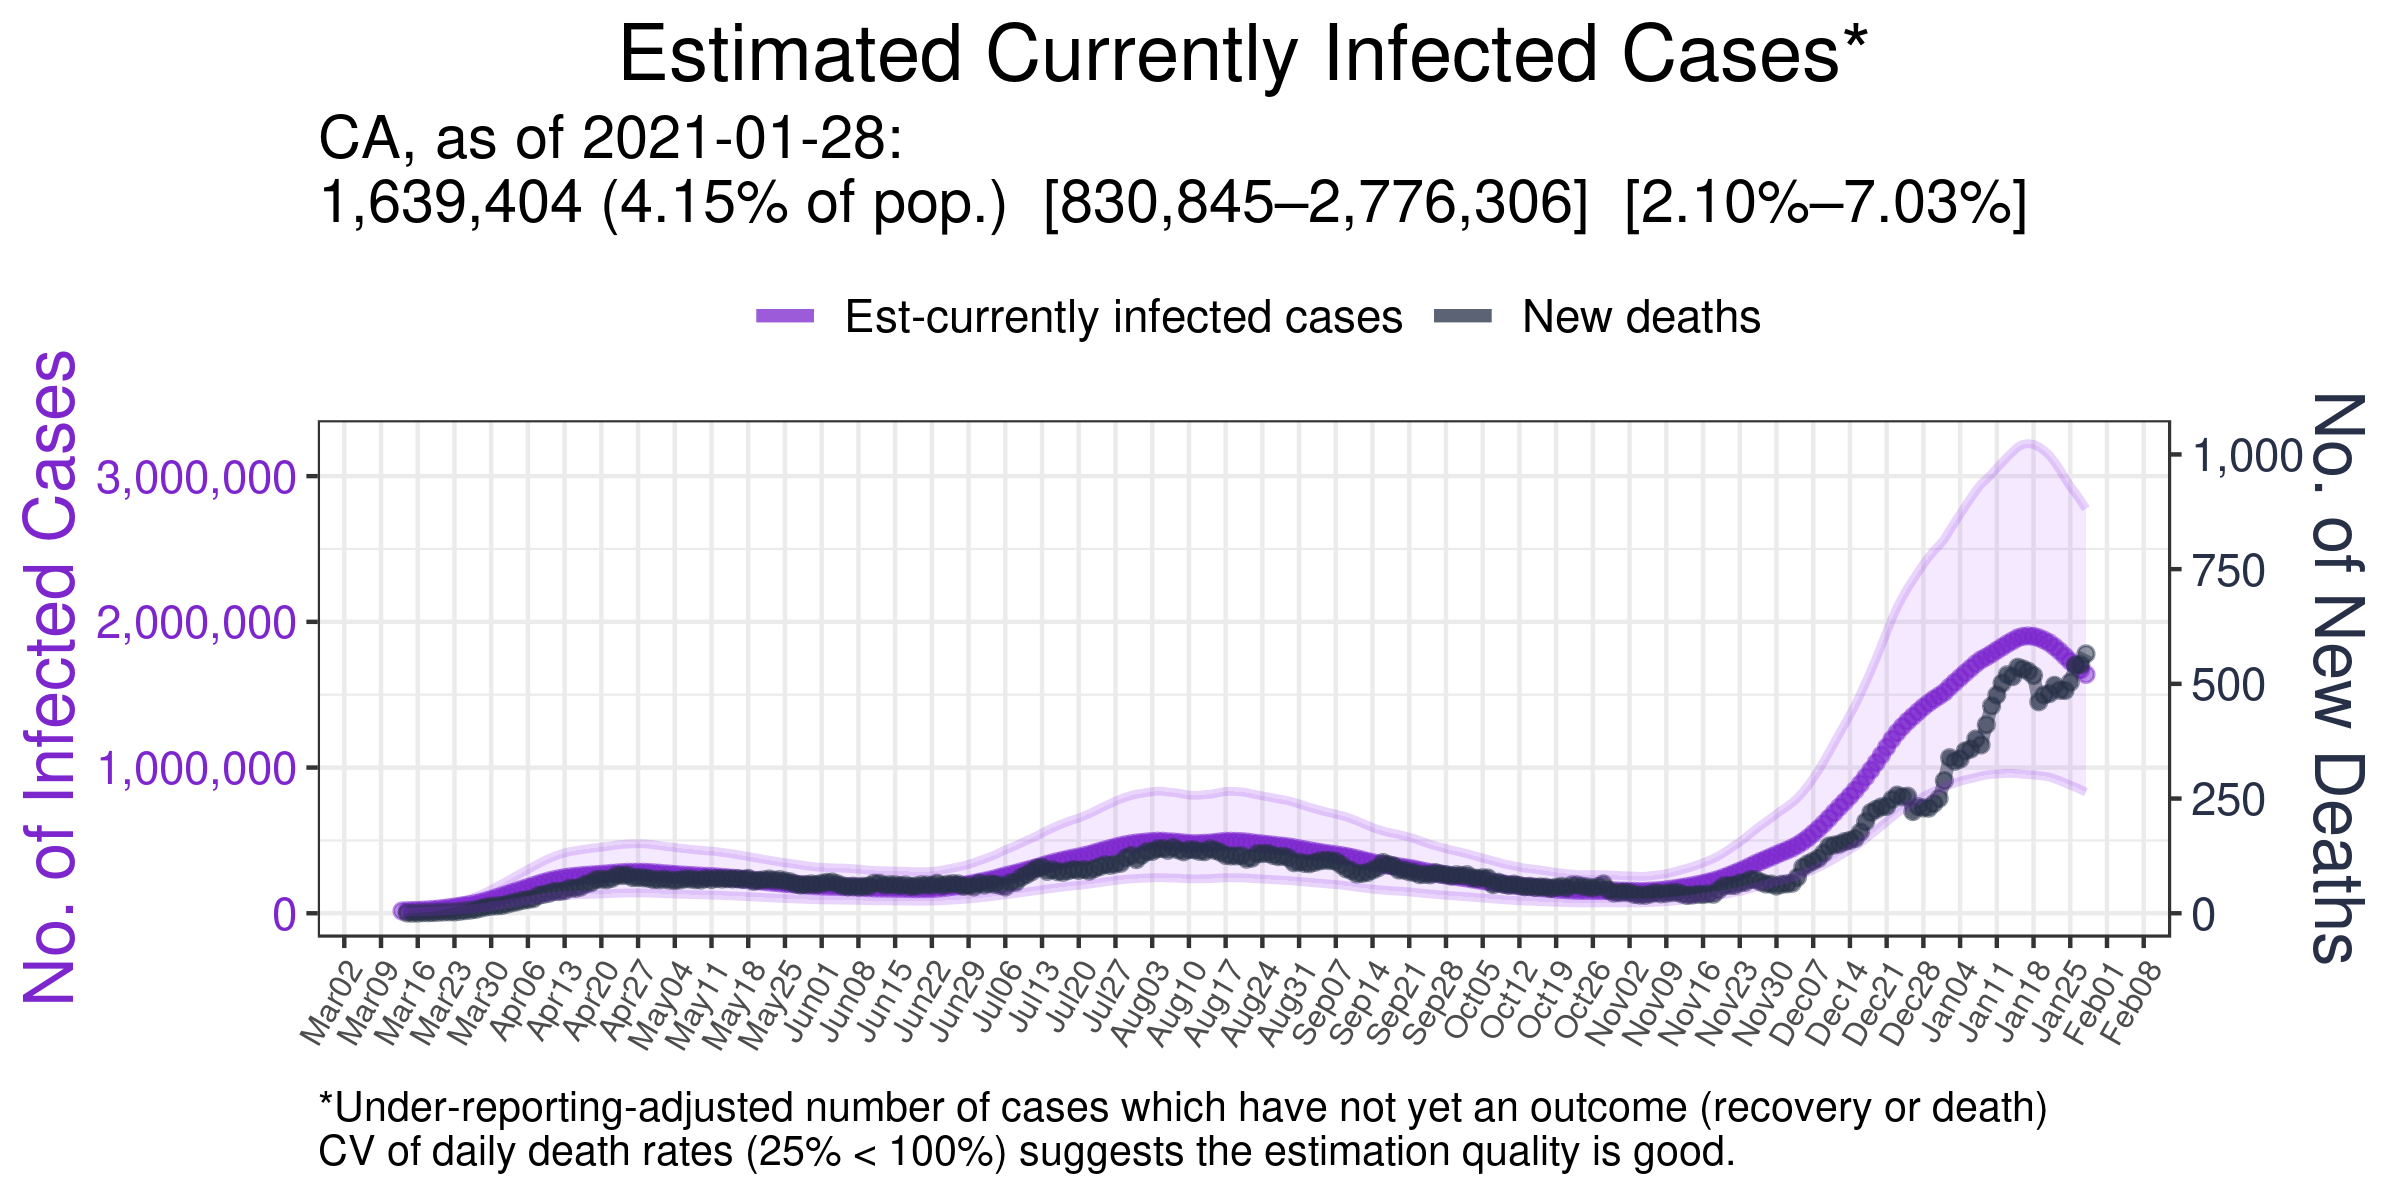 Estimated Currently Infected Cases*
CA, as of 2021-01-28:
1,639,404 (4.15% of pop.) [830,845–2,776,306] [2.10%–7.03%]
Est-currently infected cases
New deaths
No. of Infected Cases
3,000,000
2,000,000
1,000,000
0
No. of New Deaths
1,000
750
500
250
0
Mar02
Mar09
Mar16
Mar23
Mar30
Apr06
Apr13
Apr20
Apr27
May04
May11
May18
May25
Jun01
Jun08
Jun15
Jun22
Jun29
Jul06
Jul13
Jul20
Jul27
Aug03
Aug10
Aug17
Aug24
Aug31
Sep07
Sep14
Sep21
Sep28
Oct05
Oct12
Oct19
Oct26
Nov02
Nov09
Nov16
Nov23
Nov30
Dec07
Dec14
Dec21
Dec28
Jan04
Jan11
Jan18
Jan25
Feb01
Feb08
*Under-reporting-adjusted number of cases which have not yet an outcome (recovery or death)
CV of daily death rates (25% < 100%) suggests the estimation quality is good.